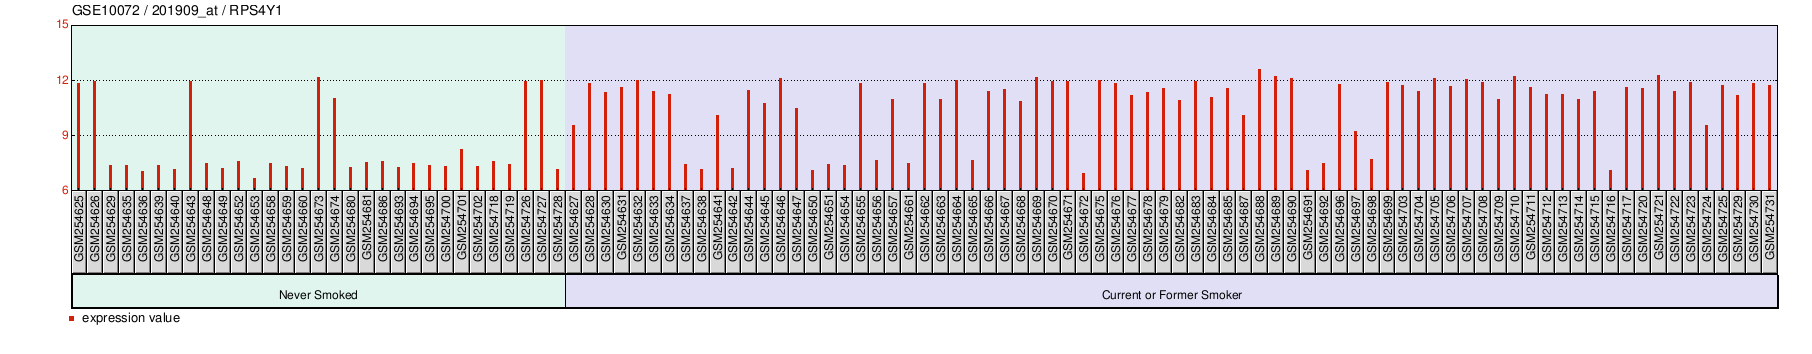 GSE10072 / 201909_at / RPS4Y1
15
12
9
6
GSM254625
GSM254626
GSM254629
GSM254635
GSM254636
GSM254639
GSM254640
GSM254643
GSM254648
GSM254649
GSM254652
GSM254653
GSM254658
GSM254659
GSM254660
GSM254673
GSM254674
GSM254680
GSM254681
GSM254686
GSM254693
GSM254694
GSM254695
GSM254700
GSM254701
GSM254702
GSM254718
GSM254719
GSM254726
GSM254727
GSM254728
GSM254627
GSM254628
GSM254630
GSM254631
GSM254632
GSM254633
GSM254634
GSM254637
GSM254638
GSM254641
GSM254642
GSM254644
GSM254645
GSM254646
GSM254647
GSM254650
GSM254651
GSM254654
GSM254655
GSM254656
GSM254657
GSM254661
GSM254662
GSM254663
GSM254664
GSM254665
GSM254666
GSM254667
GSM254668
GSM254669
GSM254670
GSM254671
GSM254672
GSM254675
GSM254676
GSM254677
GSM254678
GSM254679
GSM254682
GSM254683
GSM254684
GSM254685
GSM254687
GSM254688
GSM254689
GSM254690
GSM254691
GSM254692
GSM254696
GSM254697
GSM254698
GSM254699
GSM254703
GSM254704
GSM254705
GSM254706
GSM254707
GSM254708
GSM254709
GSM254710
GSM254711
GSM254712
GSM254713
GSM254714
GSM254715
GSM254716
GSM254717
GSM254720
GSM254721
GSM254722
GSM254723
GSM254724
GSM254725
GSM254729
GSM254730
GSM254731
Never Smoked
Current or Former Smoker
expression value